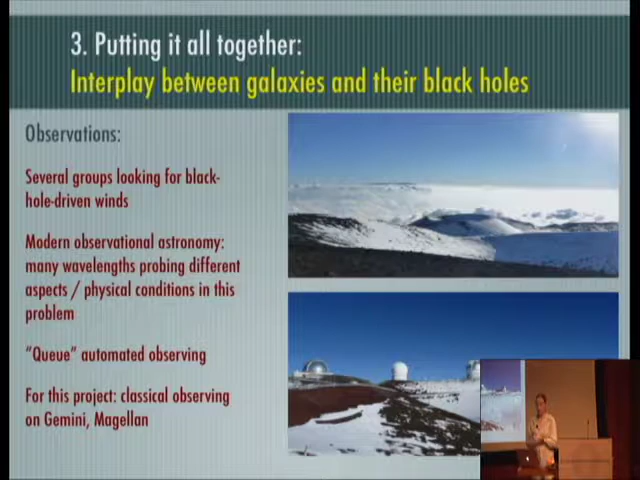 3. Putting it all together:
Interplay between galaxies and their black holes
Observations:
Several groups looking for black-
hole-driven winds
Modern observational astronomy:
many wavelengths probing different
aspects / physical conditions in this
problem
“Queue” automated observing
For this project: classical observing
on Gemini, Magellan